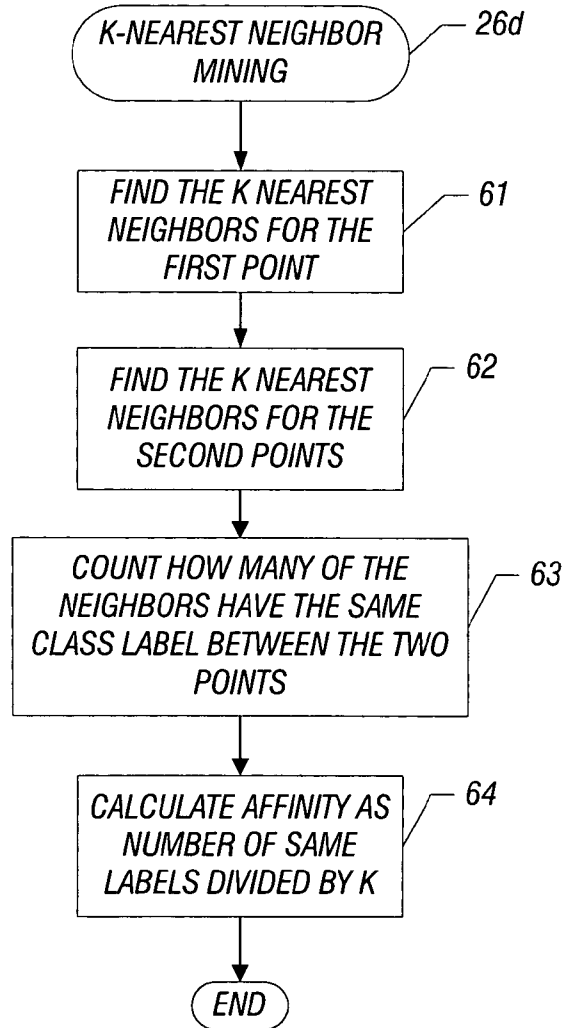 K-NEAREST NEIGHBOR
MINING
26d
FIND THE K NEAREST
NEIGHBORS FOR THE
FIRST POINT
61
FIND THE K NEAREST
NEIGHBORS FOR THE
SECOND POINTS
62
COUNT HOW MANY OF THE
NEIGHBORS HAVE THE SAME
CLASS LABEL BETWEEN THE TWO
POINTS
63
CALCULATE AFFINITY AS
NUMBER OF SAME
LABELS DIVIDED BY K
64
END